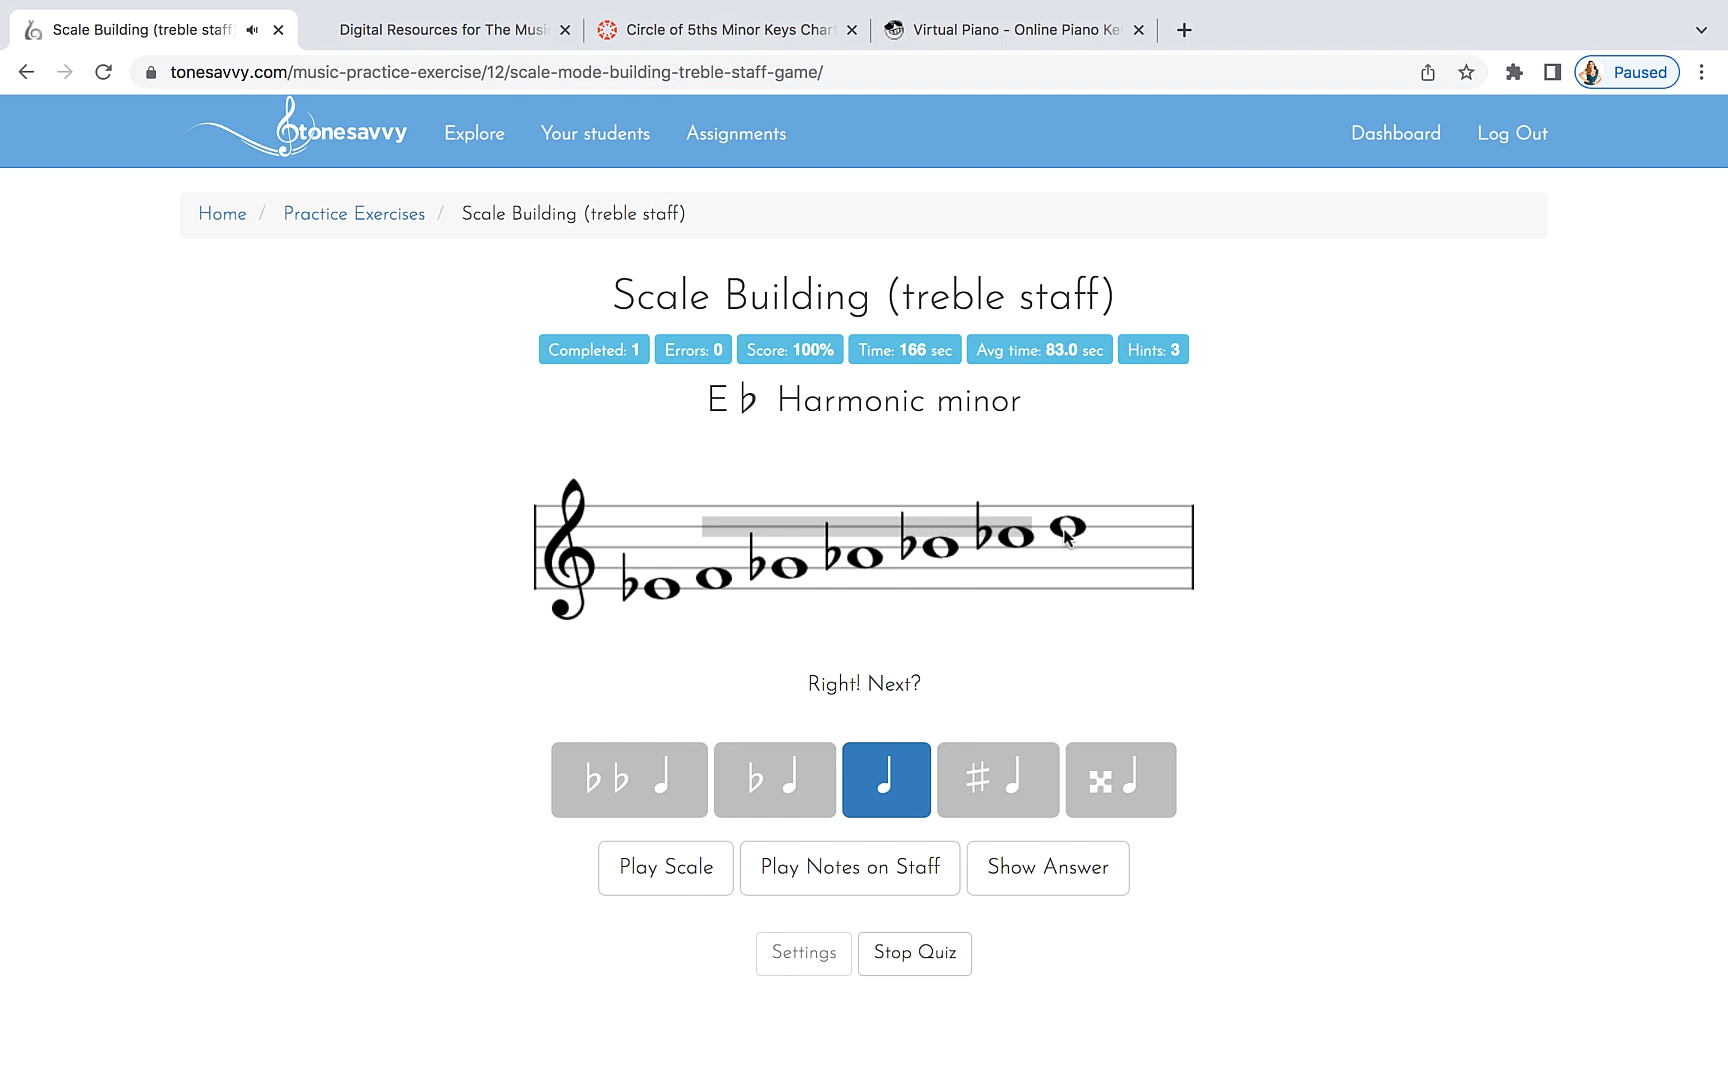 Scale Building (treble staff) Digital Resources for The Musi Circle of 5ths Minor Keys Char Virtual Piano - Online Piano Ke
tonesavvy.com/music-practice-exercise/12/scale-mode-building-treble-staff-game/ Paused
tonesavvy Explore Your students Assignments Dashboard Log Out
Home / Practice Exercises / Scale Building (treble staff)
Scale Building (treble staff)
Completed: 1 Errors: 0 Score: 100% Time: 166 sec Avg time: 83.0 sec Hints: 3
E♭ Harmonic minor
Right! Next?
Play Scale Play Notes on Staff Show Answer
Settings Stop Quiz